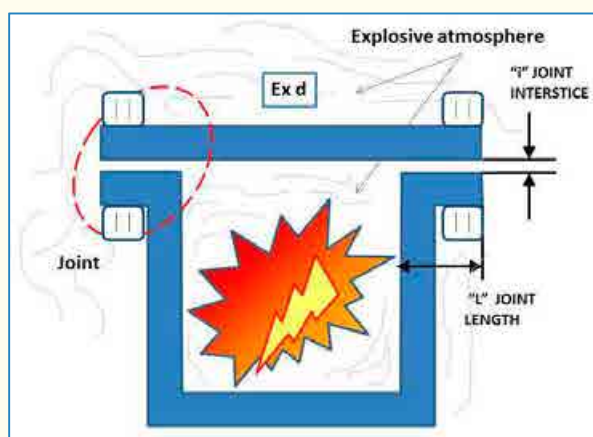 Explosive atmosphere
Ex d
"i" JOINT
INTERSTICE
Joint
"L" JOINT
LENGTH